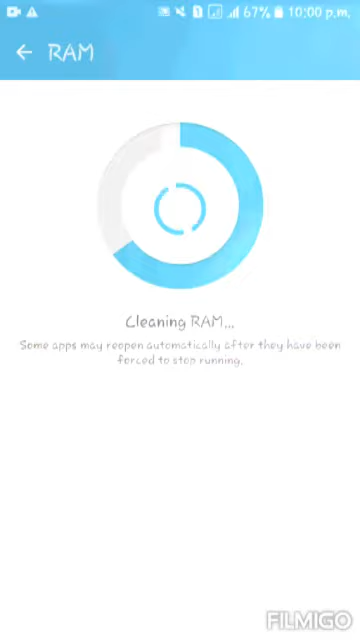 67% 10:00 p.m.
RAM
Cleaning RAM...
Some apps may reopen automatically after they have been
forced to stop running.
FILMIGO